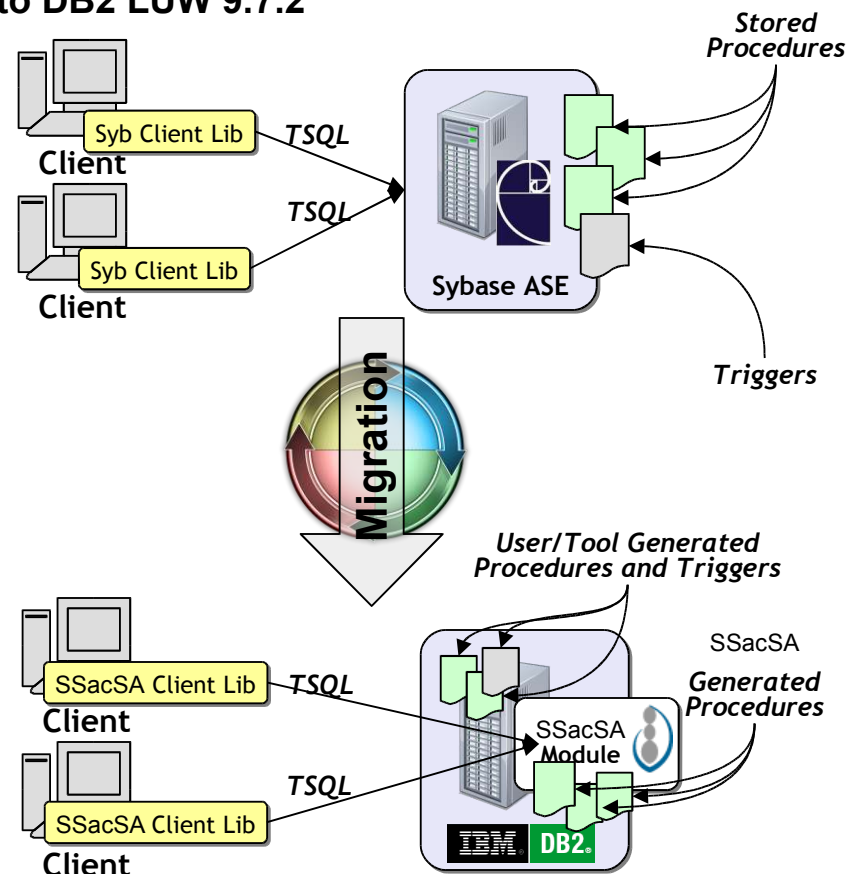 to DB2 LUW 9.7.2
Stored
Procedures
Syb Client Lib
TSQL
Client
TSQL
Syb Client Lib
Client
Sybase ASE
Triggers
Migration
User/Tool Generated
Procedures and Triggers
SSacSA
Generated
Procedures
SSacSA Client Lib
TSQL
Client
SSacSA
Module
TSQL
SSacSA Client Lib
Client
IBM. DB2.